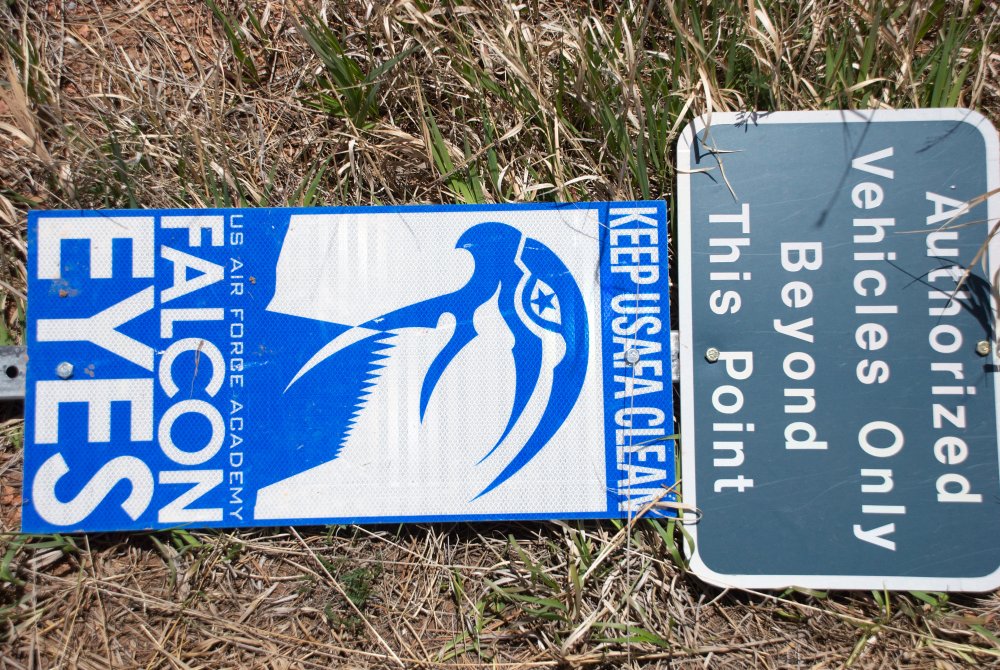 Authorized
Vehicles Only
Beyond
This Point
KEEP USAFA CLEAN
US AIR FORCE ACADEMY
FALCON
EYES